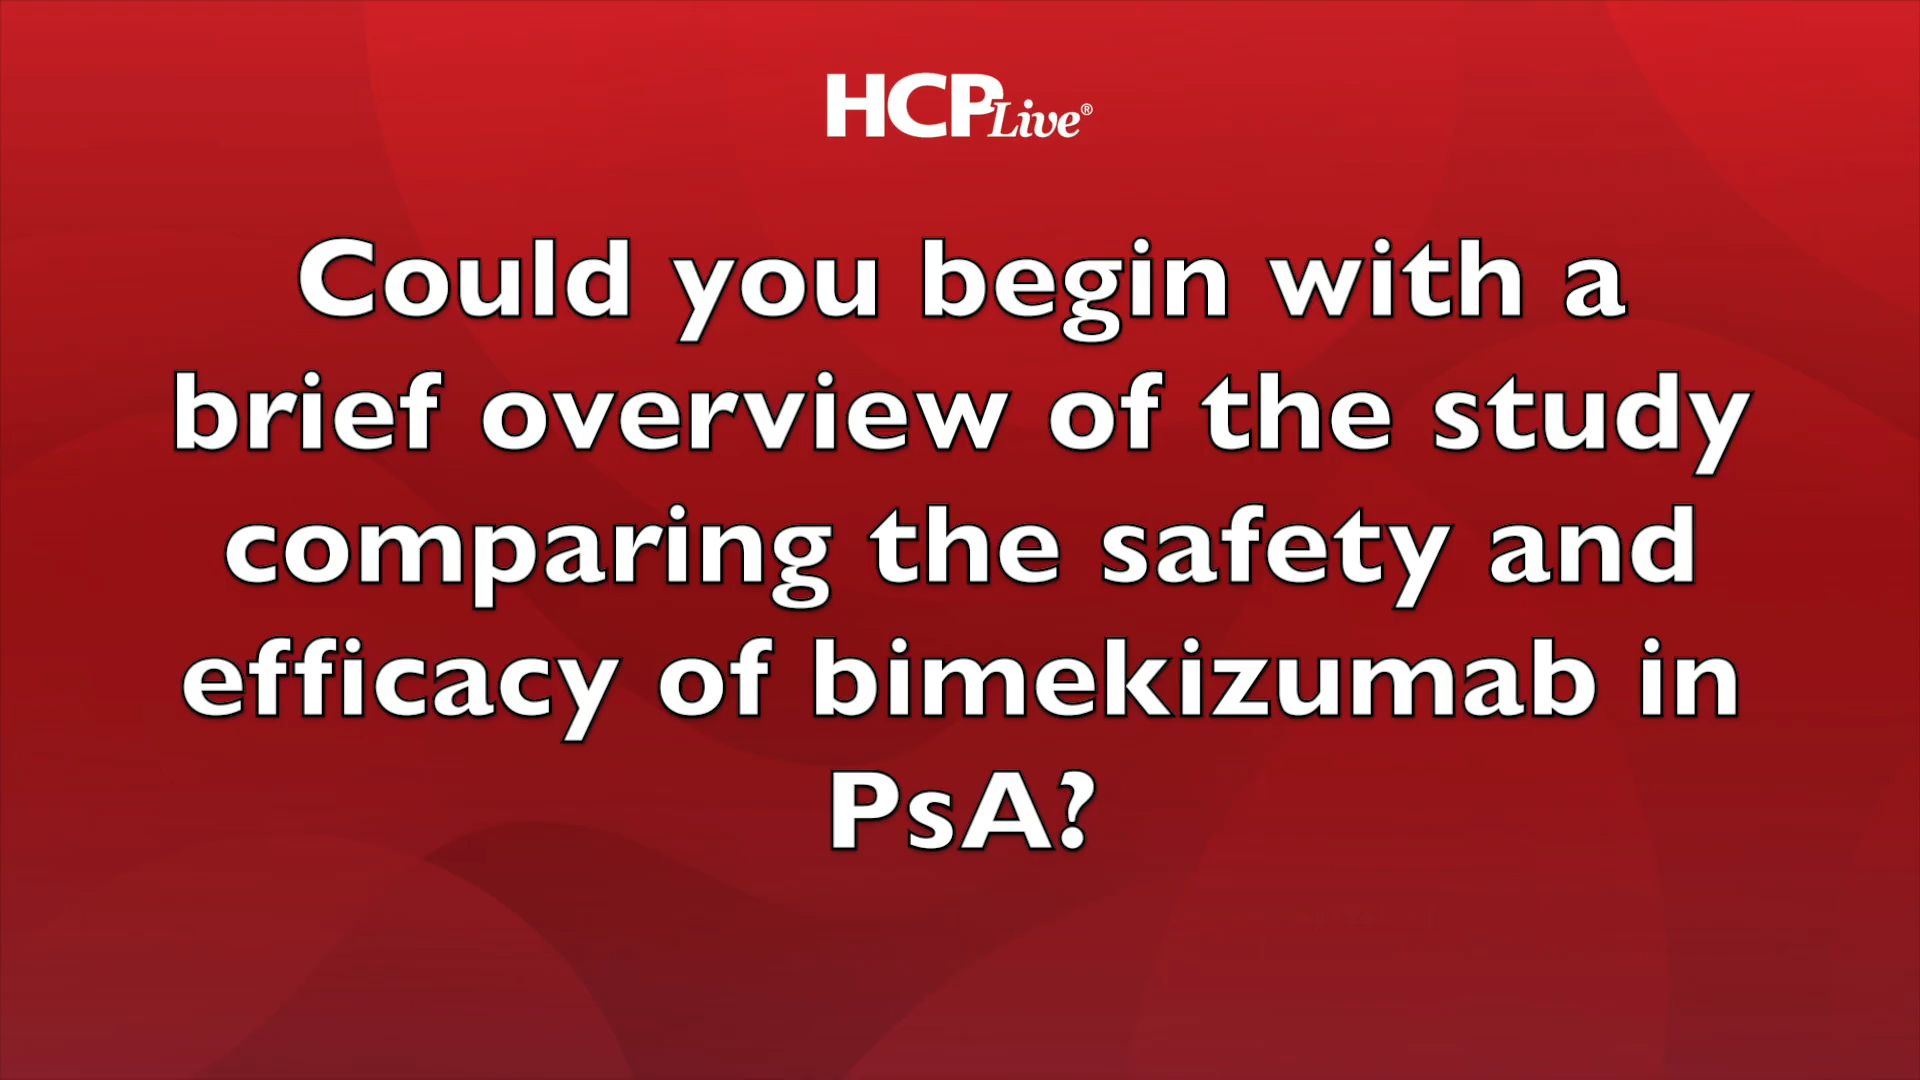 HCPLive®
Could you begin with a
brief overview of the study
comparing the safety and
efficacy of bimekizumab in
PsA?